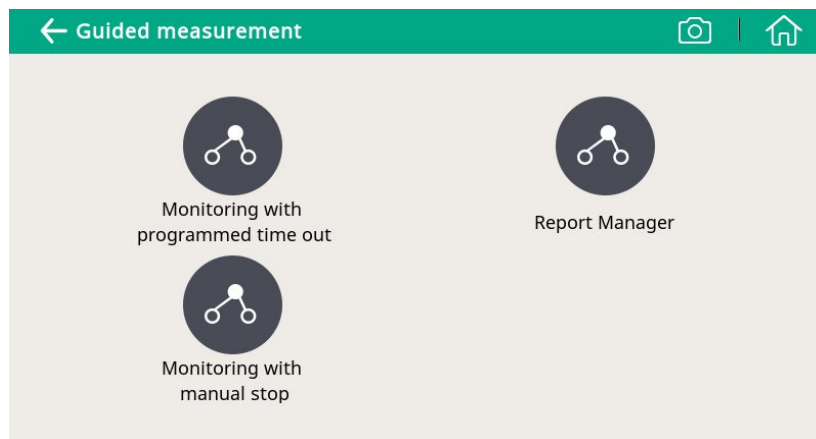 Guided measurement
Monitoring with
programmed time out
Report Manager
Monitoring with
manual stop